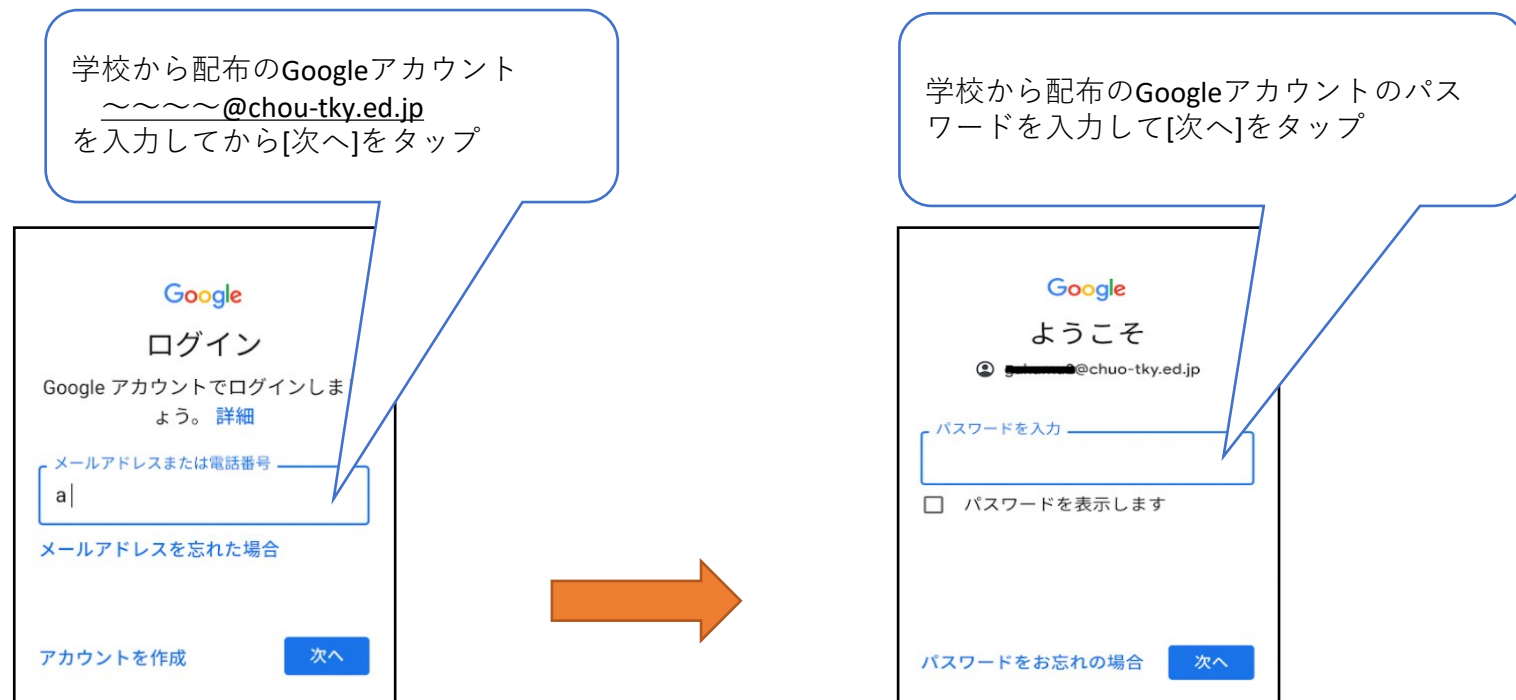 学校から配布のGoogleアカウント
～～～～@chou-tky.ed.jp
を入力してから[次へ]をタップ
Google
ログイン
Google アカウントでログインしま
ょう。 詳細
メールアドレスまたは電話番号
a
メールアドレスを忘れた場合
アカウントを作成
次へ
学校から配布のGoogleアカウントのパス
ワードを入力して[次へ]をタップ
Google
ようこそ
@chuo-tky.ed.jp
パスワードを入力
パスワードを表示します
パスワードをお忘れの場合
次へ